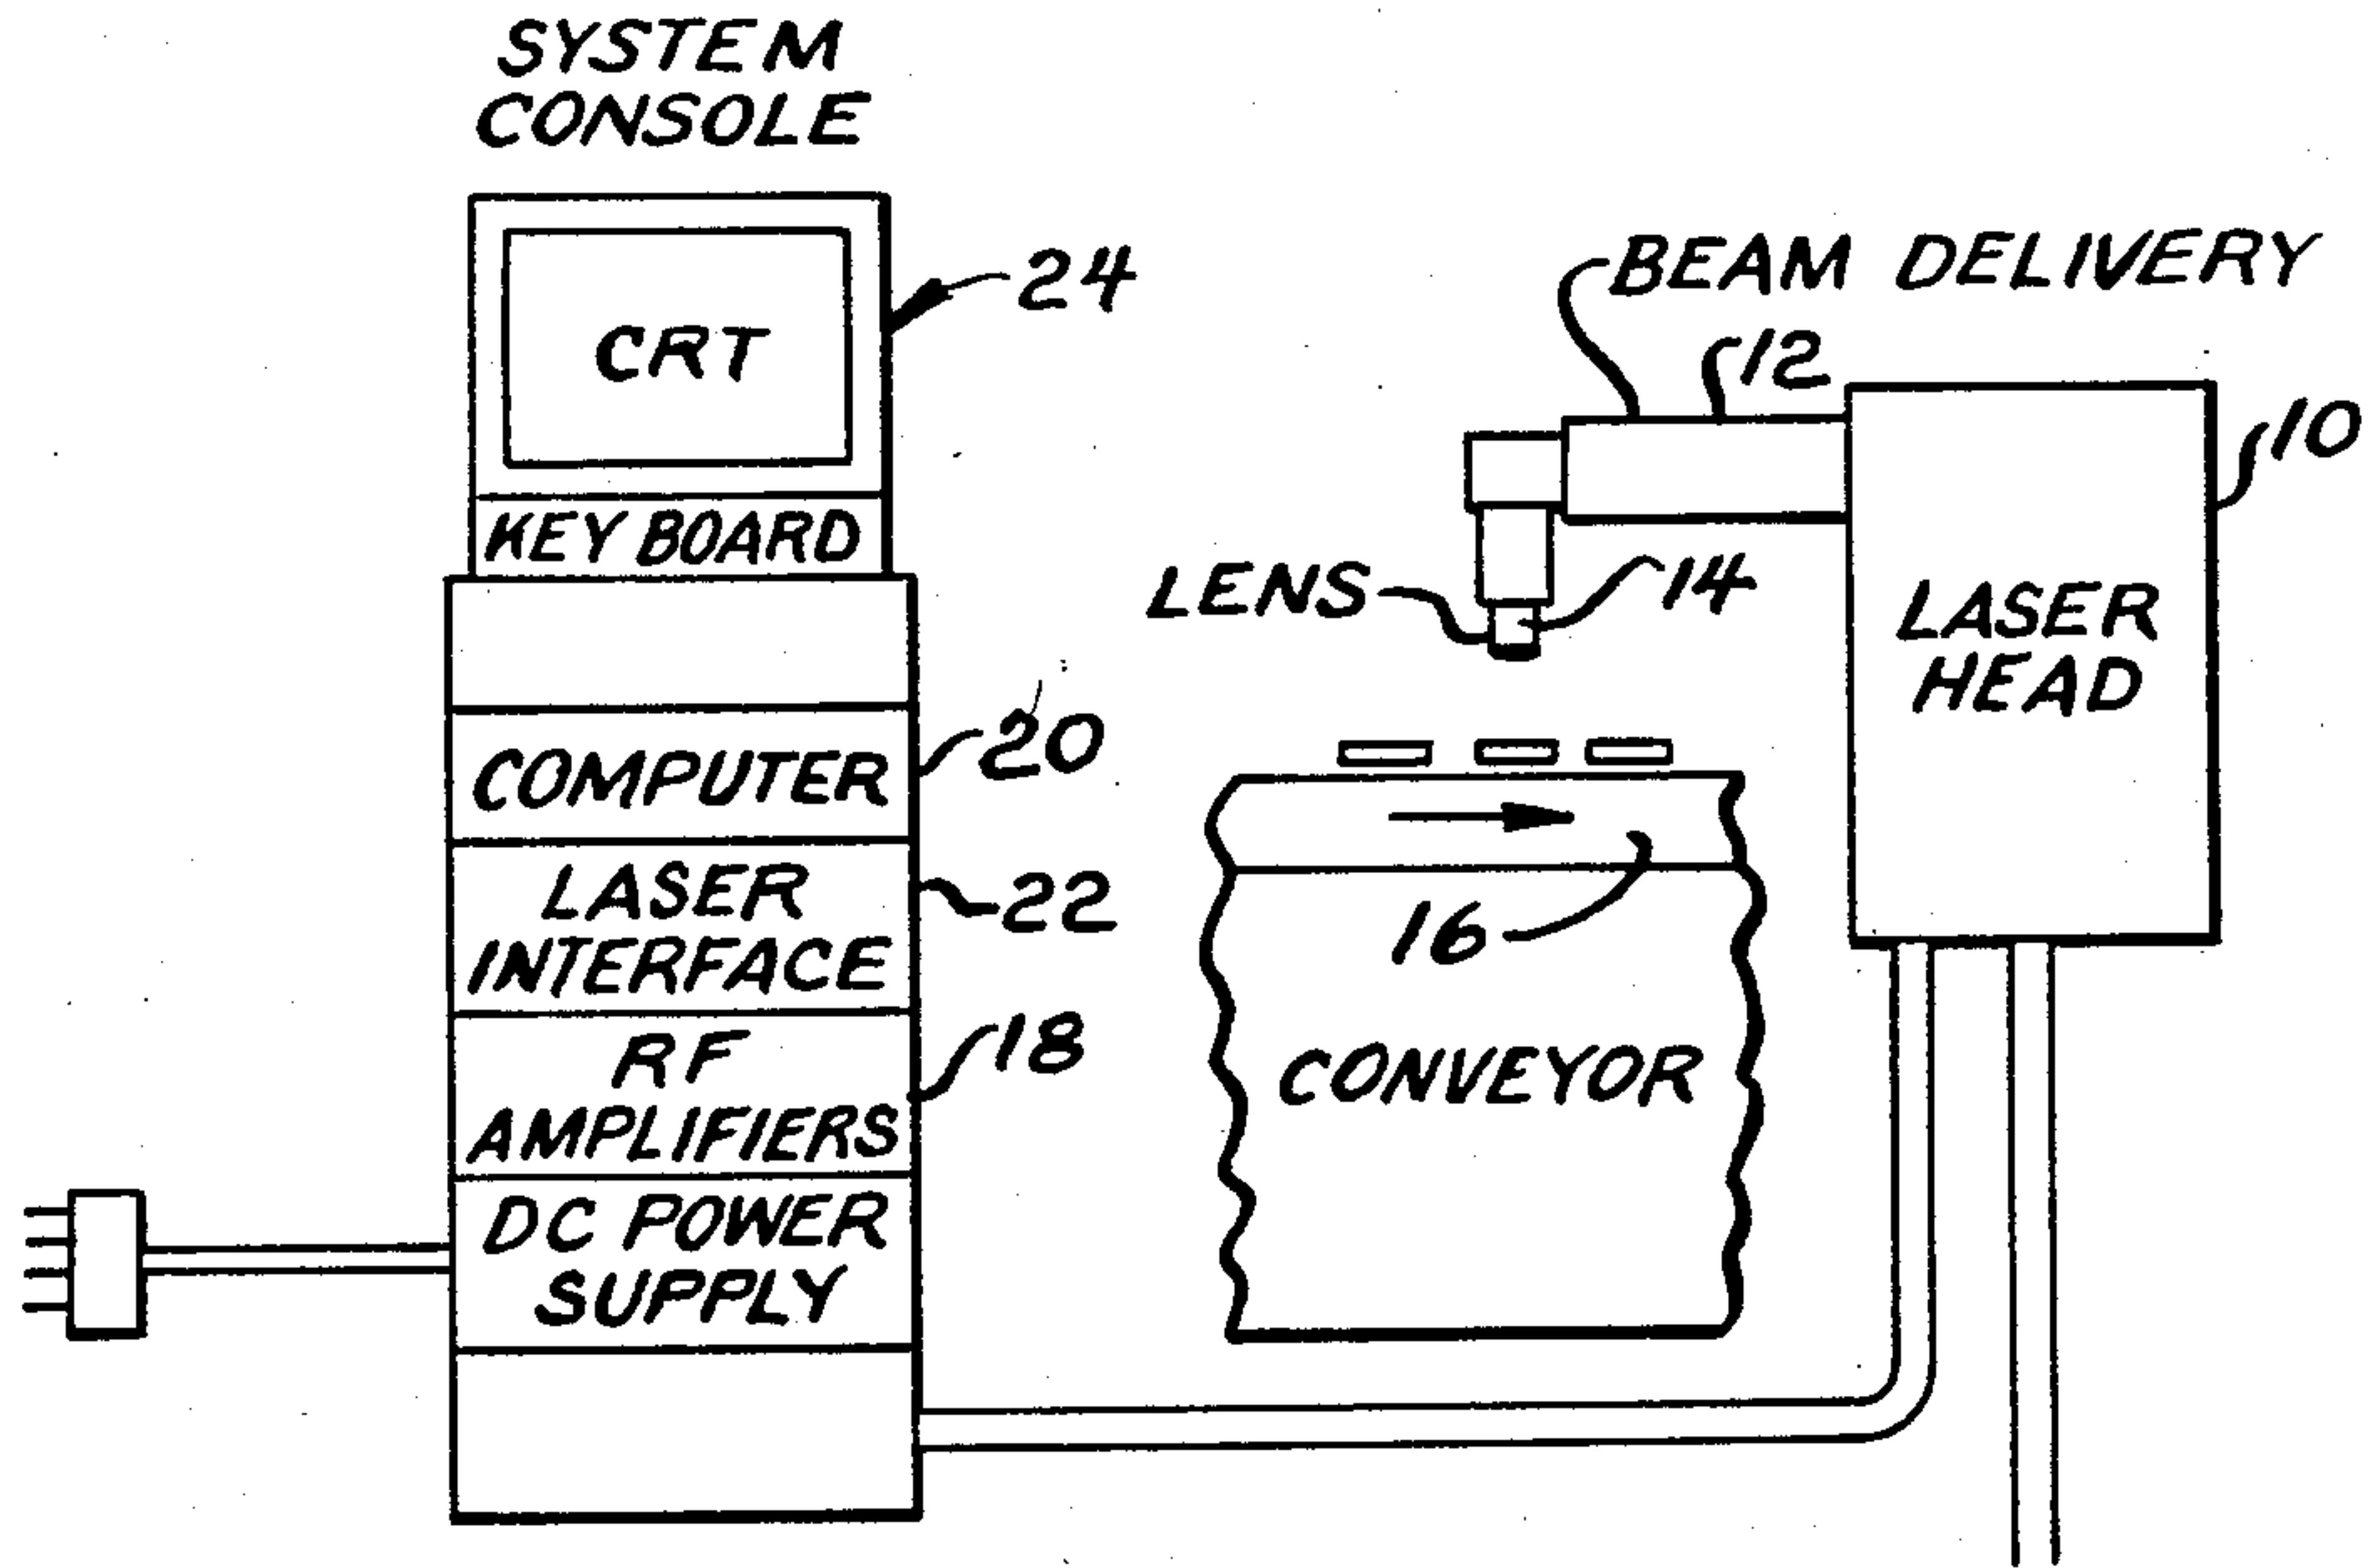 SYSTEM
CONSOLE
CRT
24
KEY BOARD
COMPUTER
20
LASER
INTERFACE
22
RF
AMPLIFIERS
18
DC POWER
SUPPLY
BEAM DELIVERY
12
10
LENS
14
LASER
HEAD
16
CONVEYOR